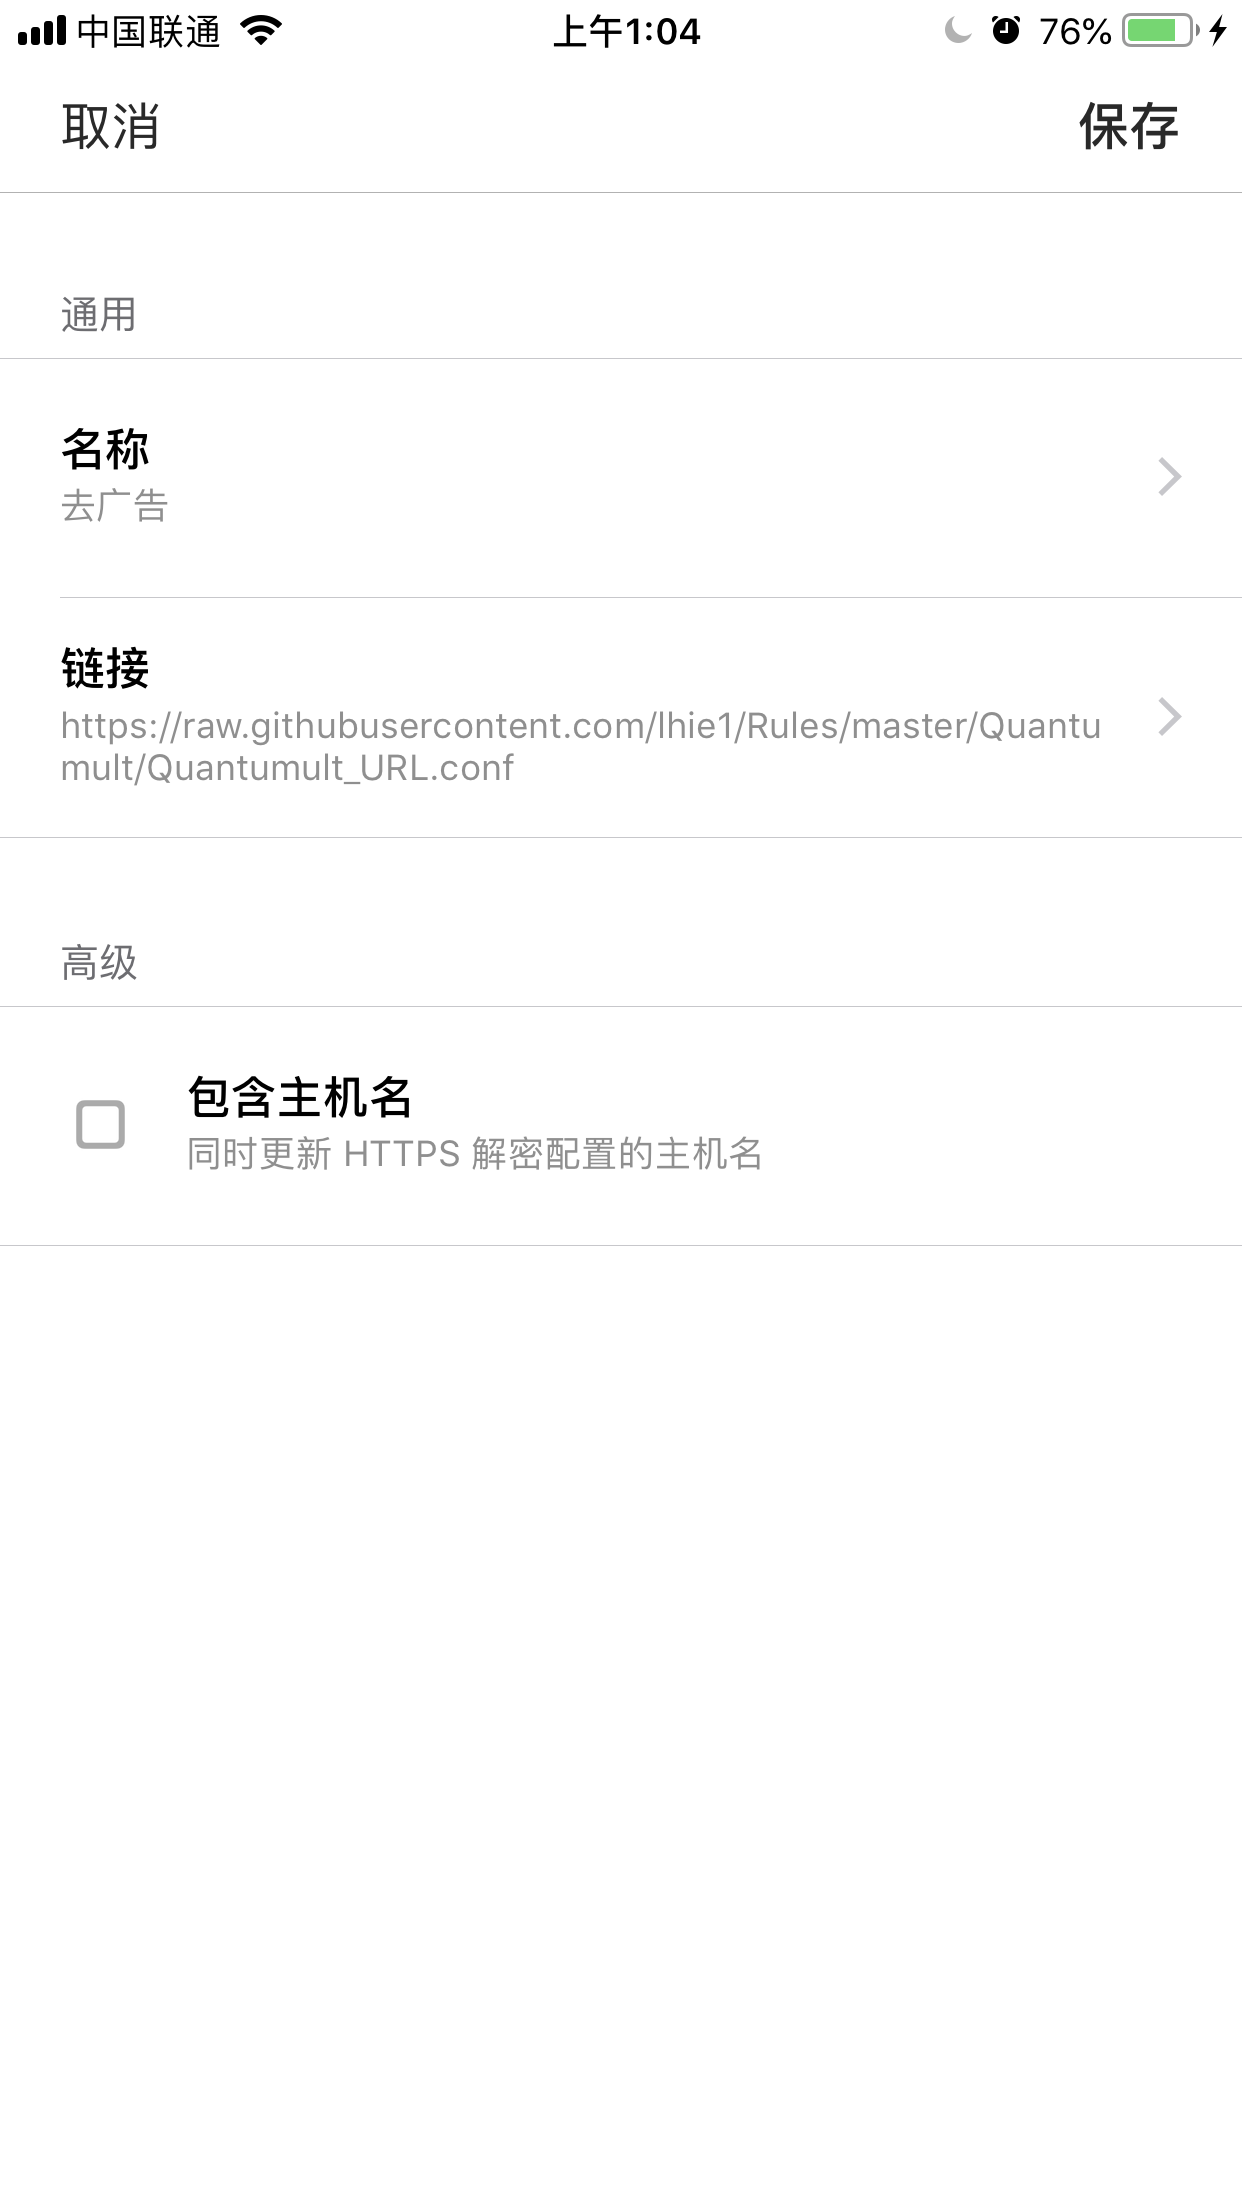 中国联通
上午1:04
76%
取消
保存
通用
名称
去广告
链接
https://raw.githubusercontent.com/lhie1/Rules/master/Quantu
mult/Quantumult_URL.conf
高级
包含主机名
同时更新 HTTPS 解密配置的主机名